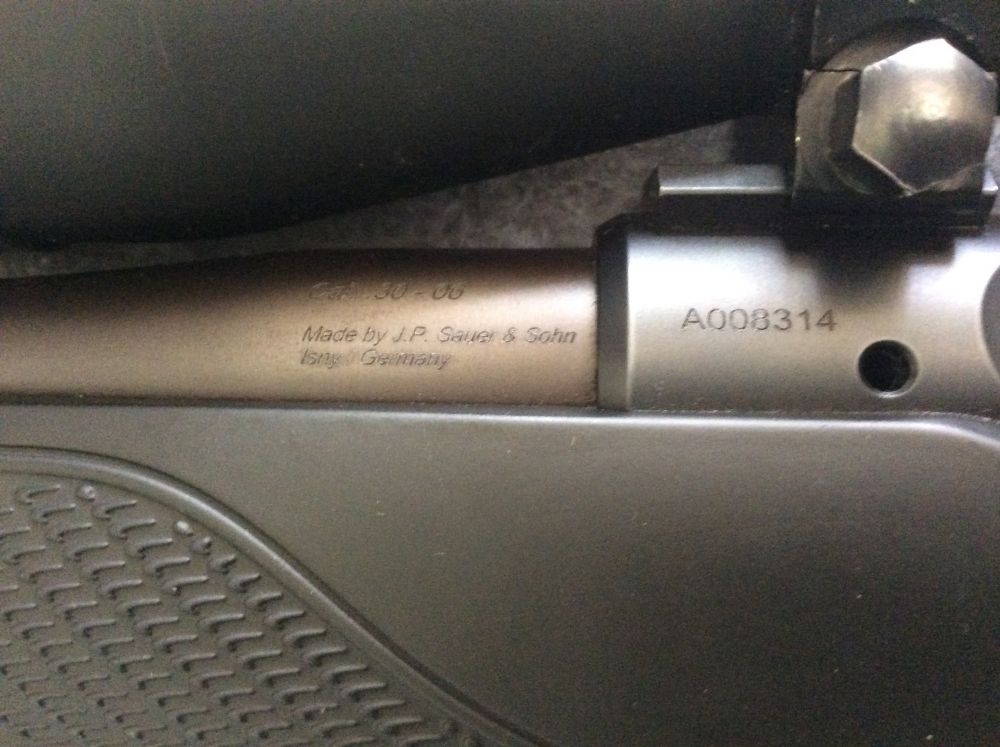 Cal. .30 - 06
Made by J.P. Sauer & Sohn
Isny / Germany
A008314